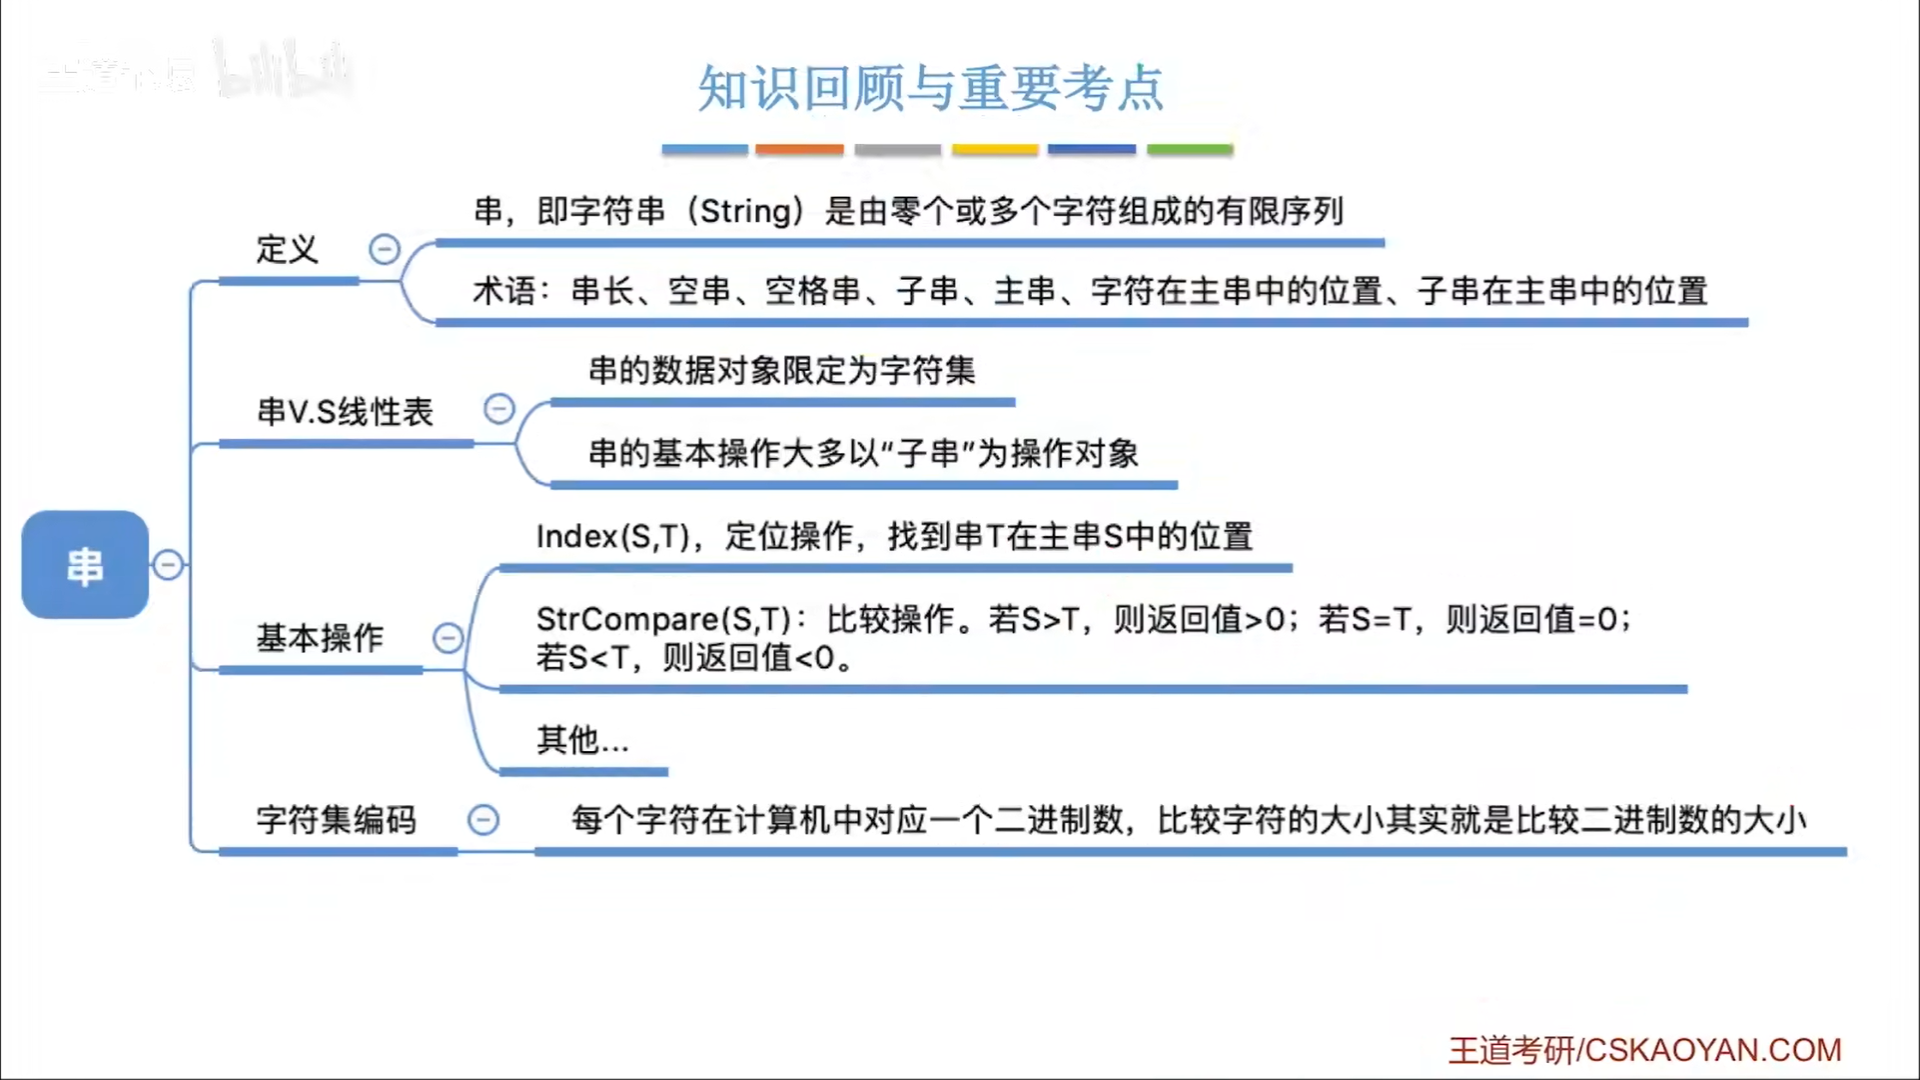 知识回顾与重要考点
串，即字符串（String）是由零个或多个字符组成的有限序列
定义
术语：串长、空串、空格串、子串、主串、字符在主串中的位置、子串在主串中的位置
串的数据对象限定为字符集
串V.S线性表
串的基本操作大多以“子串”为操作对象
Index(S,T)，定位操作，找到串T在主串S中的位置
串
StrCompare(S,T)：比较操作。若S>T，则返回值>0；若S=T，则返回值=0；
若S<T，则返回值<0。
基本操作
其他...
字符集编码
每个字符在计算机中对应一个二进制数，比较字符的大小其实就是比较二进制数的大小
王道考研/CSKAOYAN.COM
bilibili